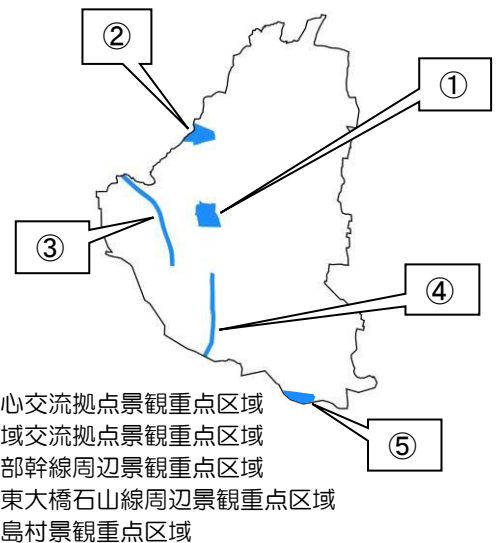 ②
①
③
④
心交流拠点景観重点区域
域交流拠点景観重点区域
部幹線周辺景観重点区域
⑤
東大橋石山線周辺景観重点区域
島村景観重点区域